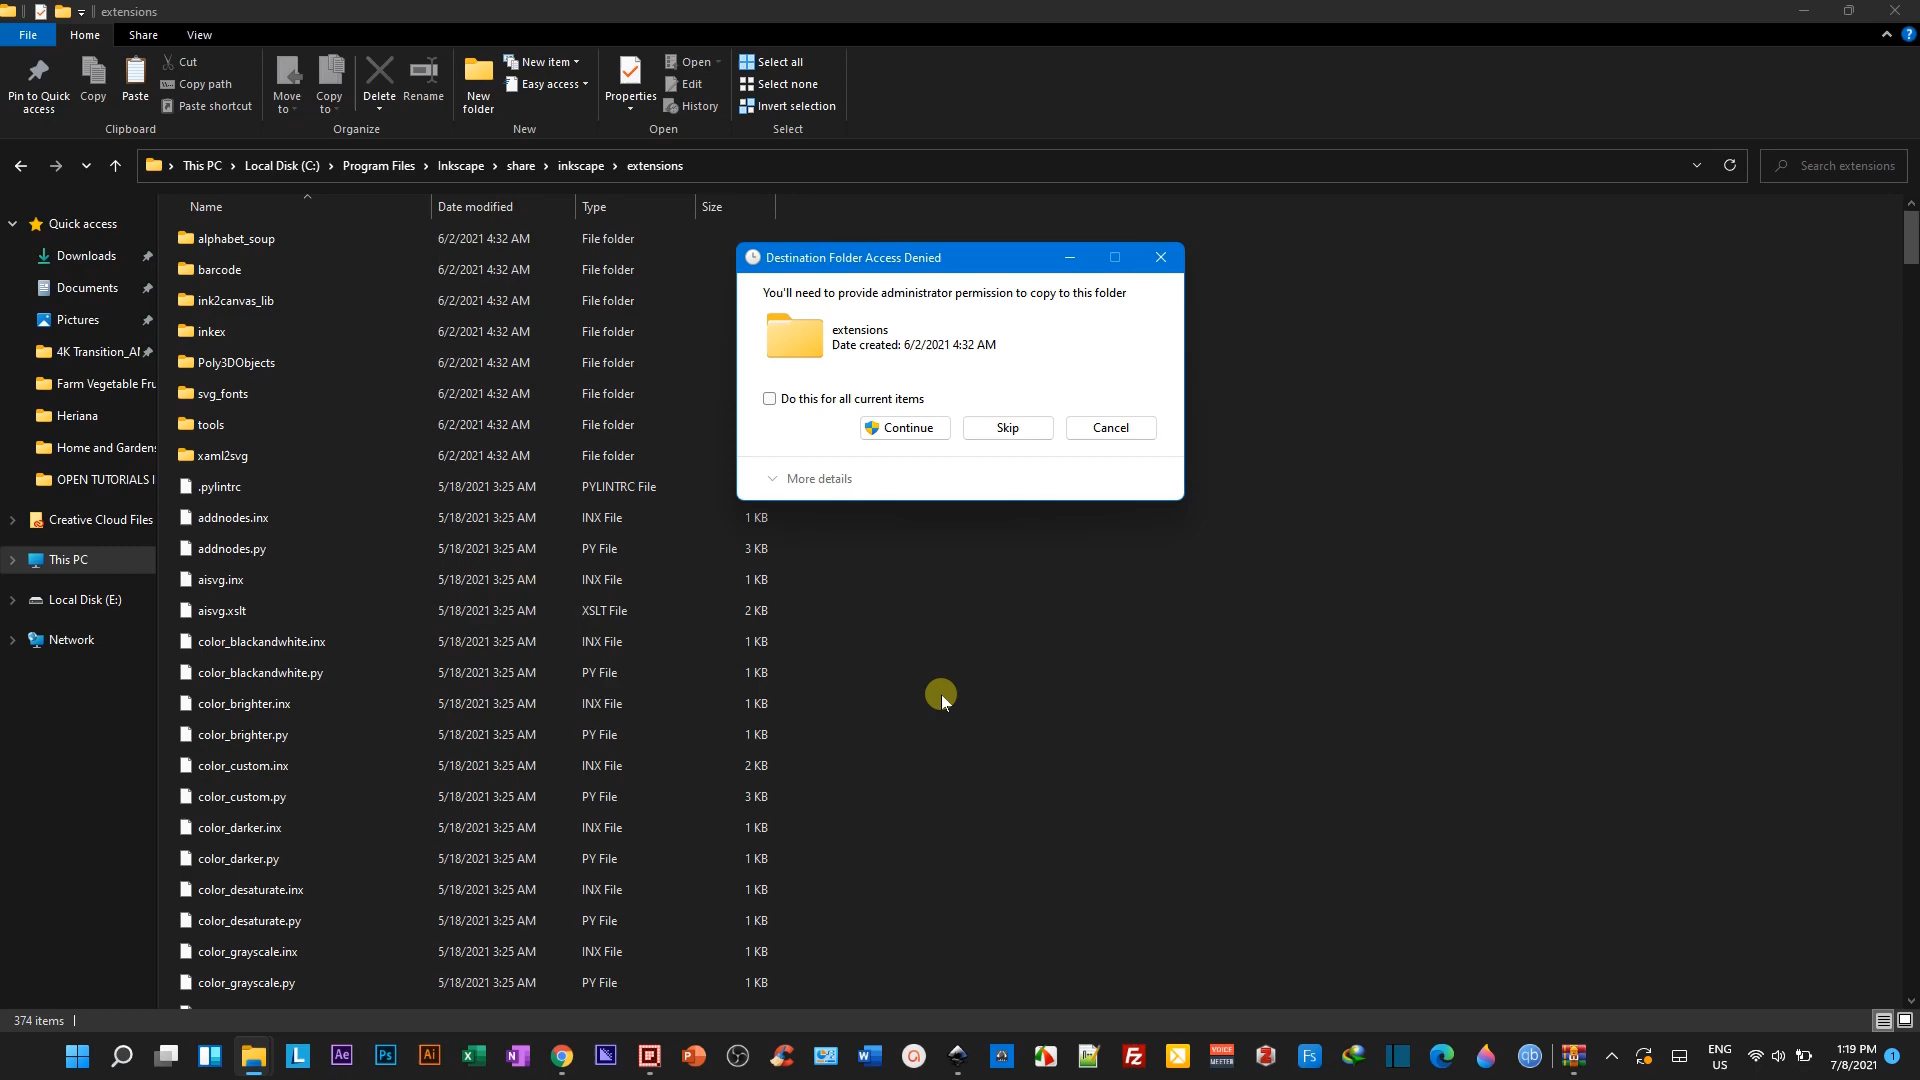 extensions
File
Home
Share
View
Pin to Quick access
Copy
Paste
Cut
Copy path
Paste shortcut
Clipboard
Move to
Copy to
Delete
Rename
Organize
New folder
New item
Easy access
New
Properties
Open
Edit
History
Open
Select all
Select none
Invert selection
Select
This PC > Local Disk (C:) > Program Files > Inkscape > share > inkscape > extensions
Search extensions
Quick access
Downloads
Documents
Pictures
4K Transition_Al
Farm Vegetable Fru
Heriana
Home and Gardens
OPEN TUTORIALS I
Creative Cloud Files
This PC
Local Disk (E:)
Network
Name Date modified Type Size
alphabet_soup 6/2/2021 4:32 AM File folder
barcode 6/2/2021 4:32 AM File folder
ink2canvas_lib 6/2/2021 4:32 AM File folder
inkex 6/2/2021 4:32 AM File folder
Poly3DObjects 6/2/2021 4:32 AM File folder
svg_fonts 6/2/2021 4:32 AM File folder
tools 6/2/2021 4:32 AM File folder
xaml2svg 6/2/2021 4:32 AM File folder
.pylintrc 5/18/2021 3:25 AM PYLINTRC File
addnodes.inx 5/18/2021 3:25 AM INX File 1 KB
addnodes.py 5/18/2021 3:25 AM PY File 3 KB
aisvg.inx 5/18/2021 3:25 AM INX File 1 KB
aisvg.xslt 5/18/2021 3:25 AM XSLT File 2 KB
color_blackandwhite.inx 5/18/2021 3:25 AM INX File 1 KB
color_blackandwhite.py 5/18/2021 3:25 AM PY File 1 KB
color_brighter.inx 5/18/2021 3:25 AM INX File 1 KB
color_brighter.py 5/18/2021 3:25 AM PY File 1 KB
color_custom.inx 5/18/2021 3:25 AM INX File 2 KB
color_custom.py 5/18/2021 3:25 AM PY File 3 KB
color_darker.inx 5/18/2021 3:25 AM INX File 1 KB
color_darker.py 5/18/2021 3:25 AM PY File 1 KB
color_desaturate.inx 5/18/2021 3:25 AM INX File 1 KB
color_desaturate.py 5/18/2021 3:25 AM PY File 1 KB
color_grayscale.inx 5/18/2021 3:25 AM INX File 1 KB
color_grayscale.py 5/18/2021 3:25 AM PY File 1 KB
Destination Folder Access Denied
You'll need to provide administrator permission to copy to this folder
extensions
Date created: 6/2/2021 4:32 AM
Do this for all current items
Continue
Skip
Cancel
More details
374 items
L
Ae
Ps
Ai
VOICE
MEETER
Fz
Fs
qb
ENG
US
1:19 PM
7/8/2021
1